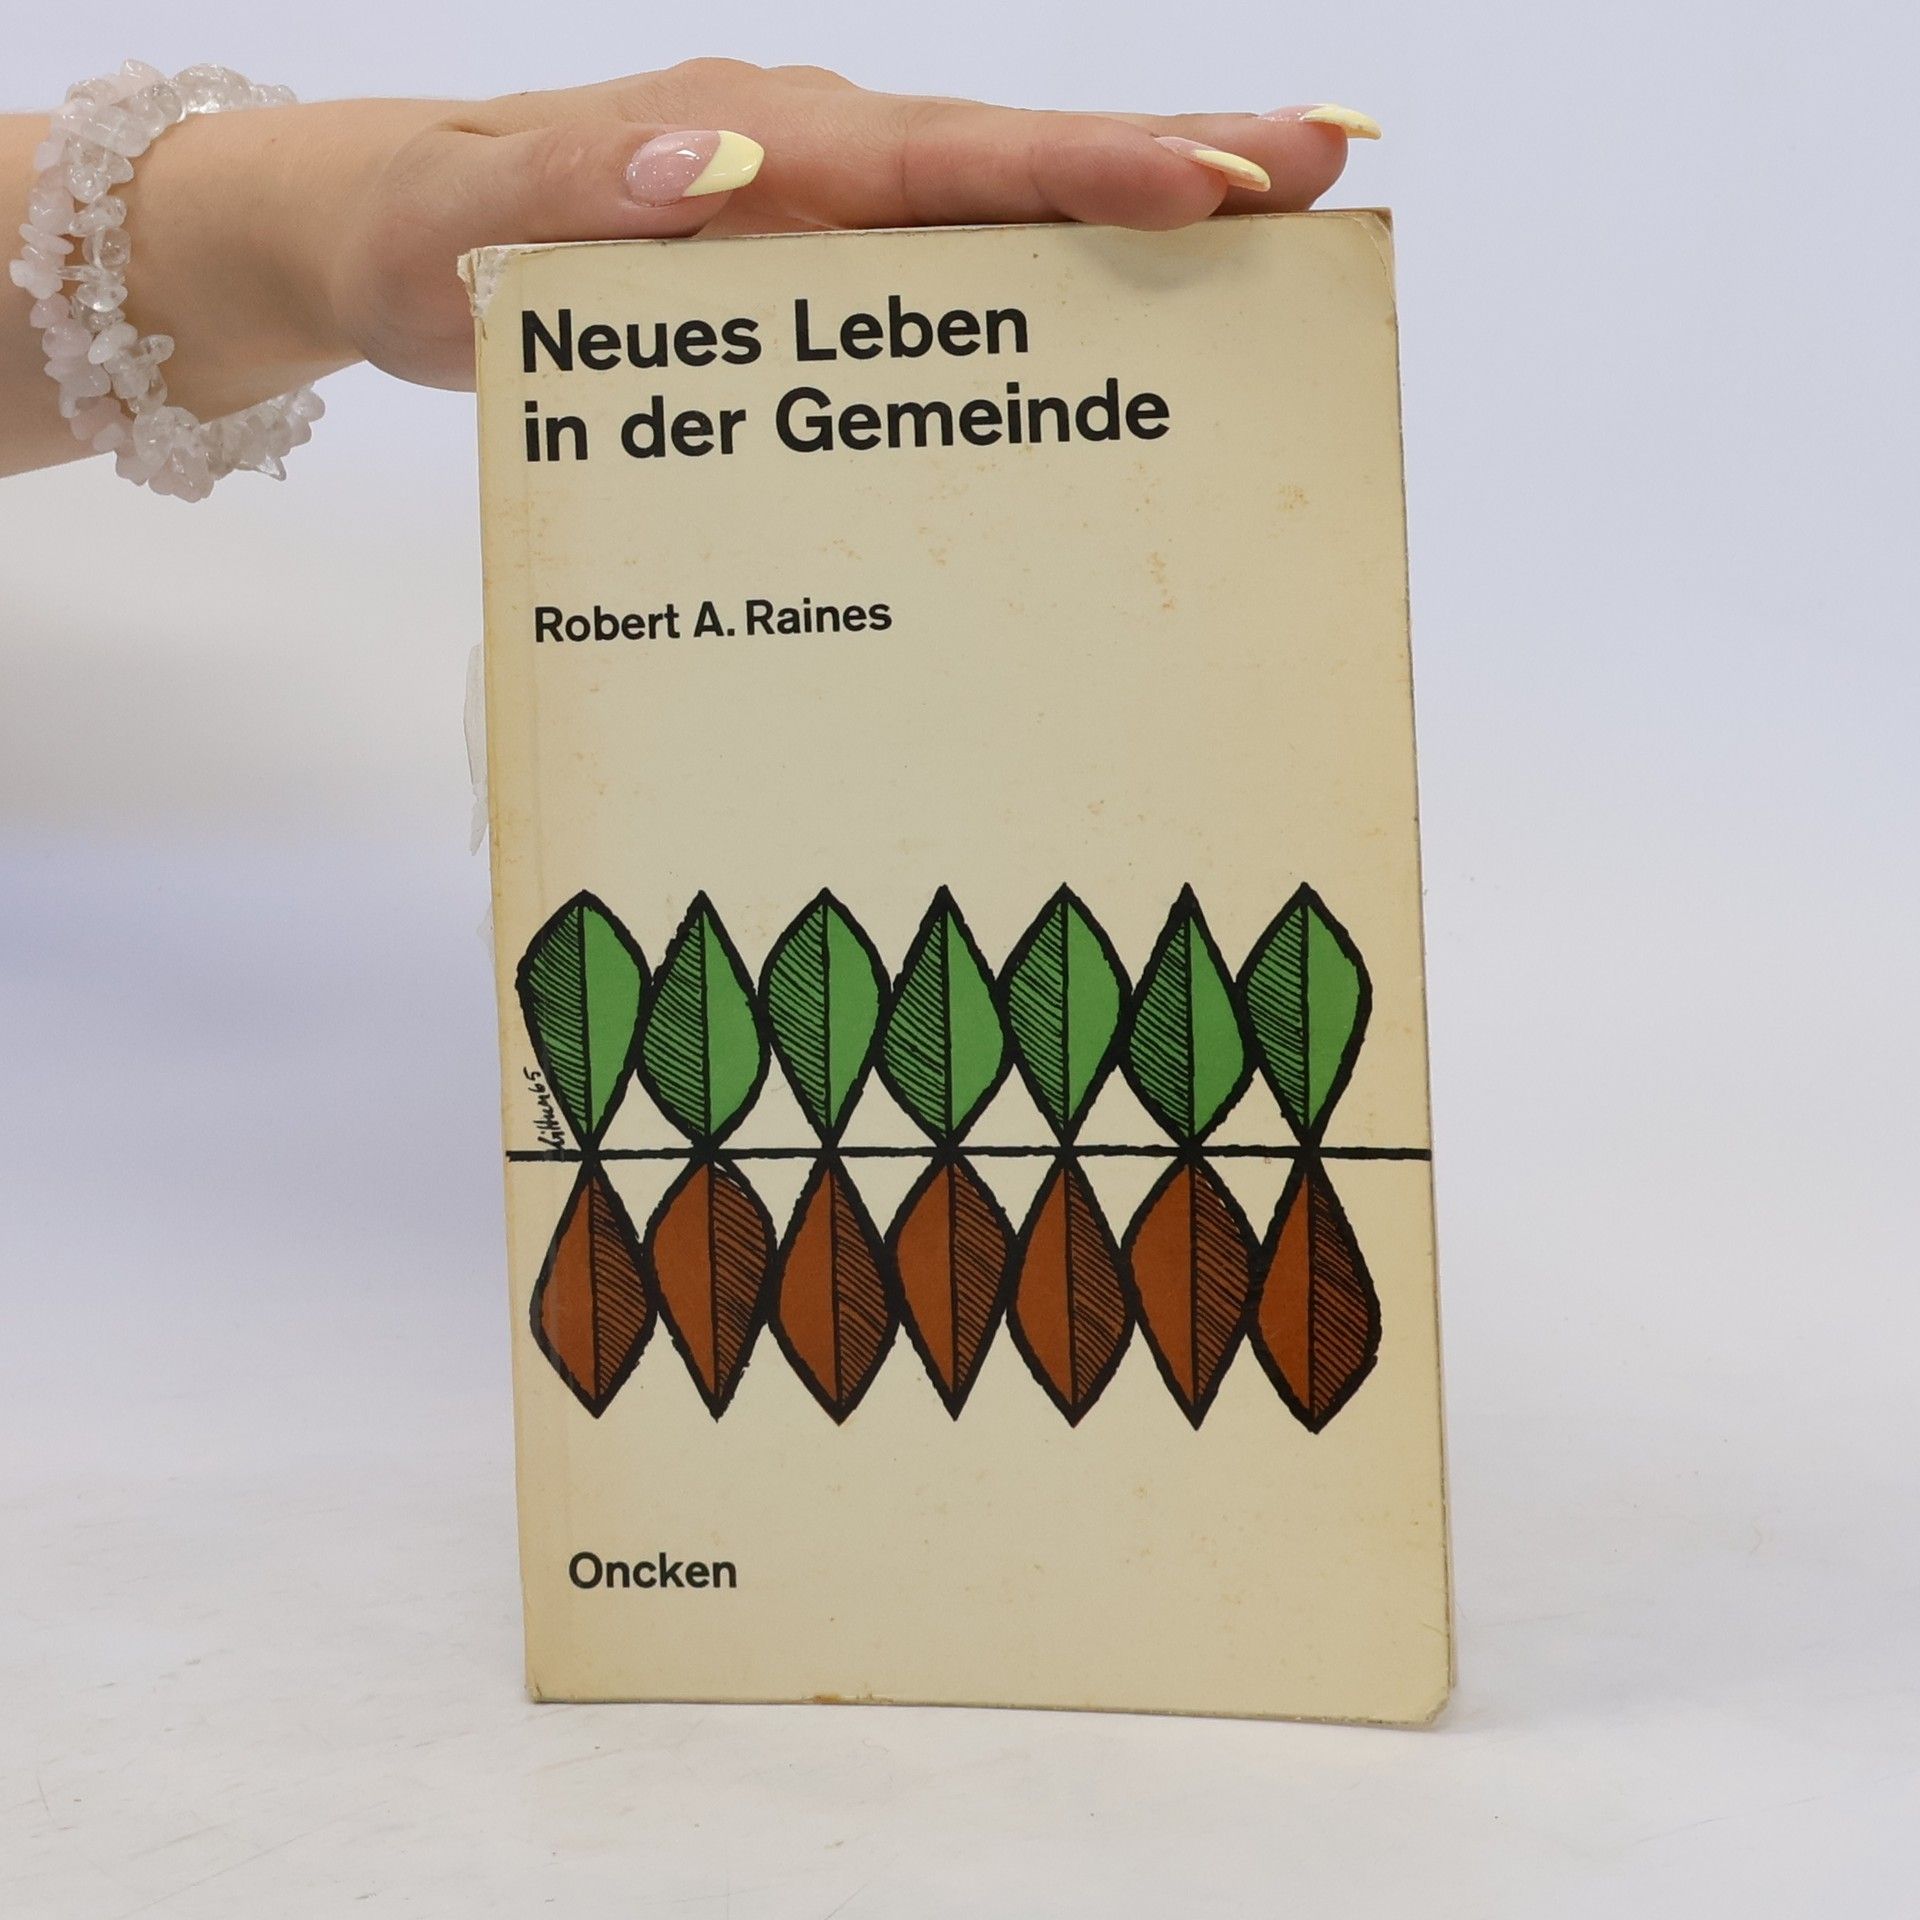 Neues Leben
in der Gemeinde
Robert A. Raines
Oncken